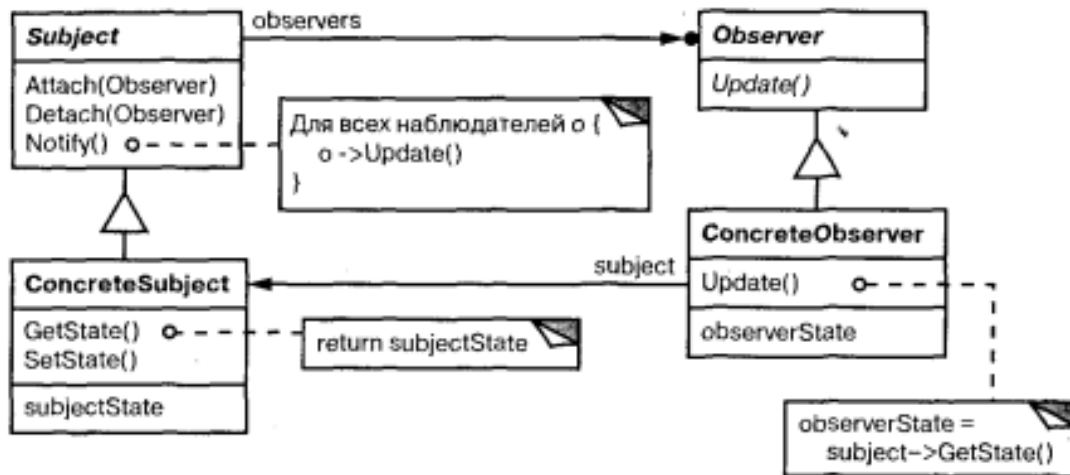 Subject
Attach(Observer)
Detach(Observer)
Notify()
observers
Observer
Update()
Для всех наблюдателей o {
o ->Update()
}
ConcreteSubject
GetState()
SetState()
subjectState
return subjectState
subject
ConcreteObserver
Update()
observerState
observerState =
subject->GetState()